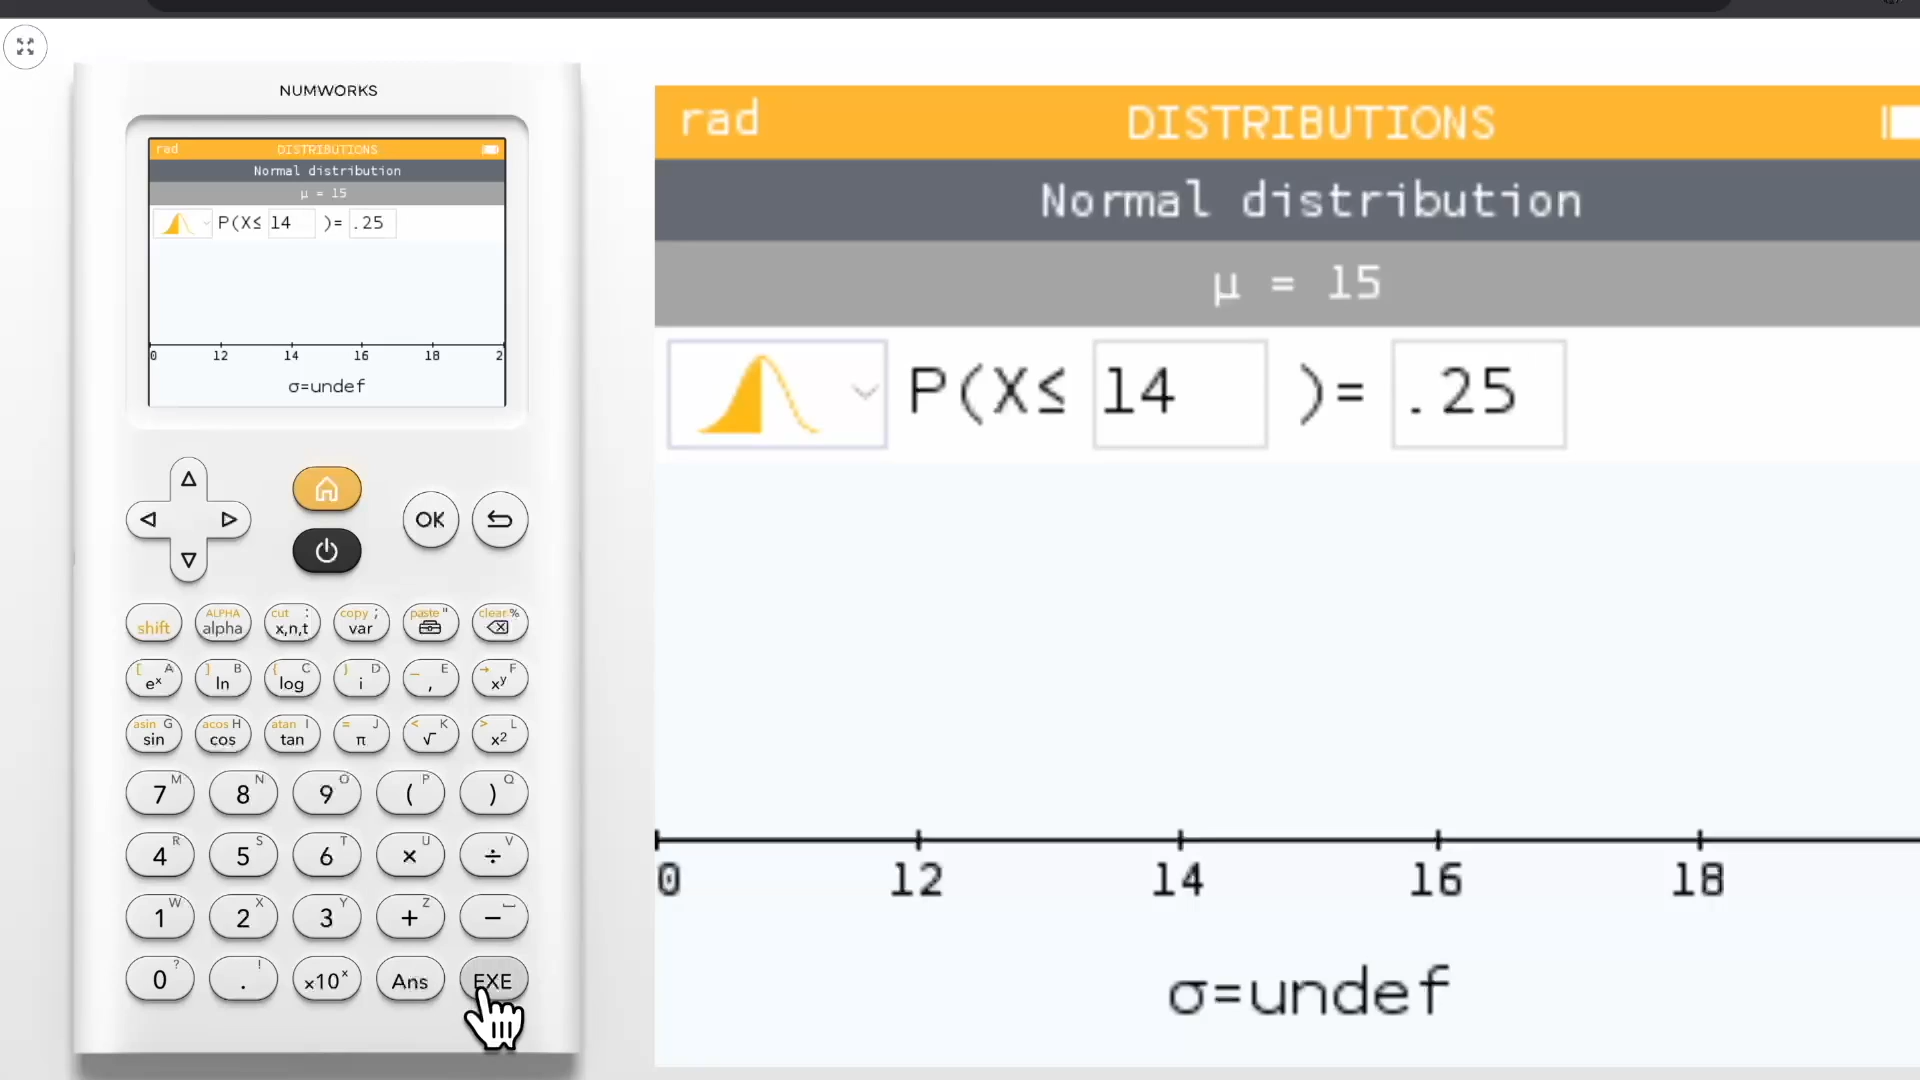 NUMWORKS
rad DISTRIBUTIONS
Normal distribution
μ = 15
P(X≤ 14 )= .25
0 12 14 16 18 2
σ=undef
OK
shift ALPHA alpha cut : x,n,t copy ; var paste " clear %
[ A eˣ ] B ln { C log } D i _ E , → F xʸ
asin G sin acos H cos atan I tan = J π < K √ > L x²
7 M 8 N 9 O ( P ) Q
4 R 5 S 6 T × U ÷ V
1 W 2 X 3 Y + Z −
0 ? . ! ×10ˣ Ans EXE
rad DISTRIBUTIONS
Normal distribution
μ = 15
P(X≤ 14 )= .25
0 12 14 16 18
σ=undef